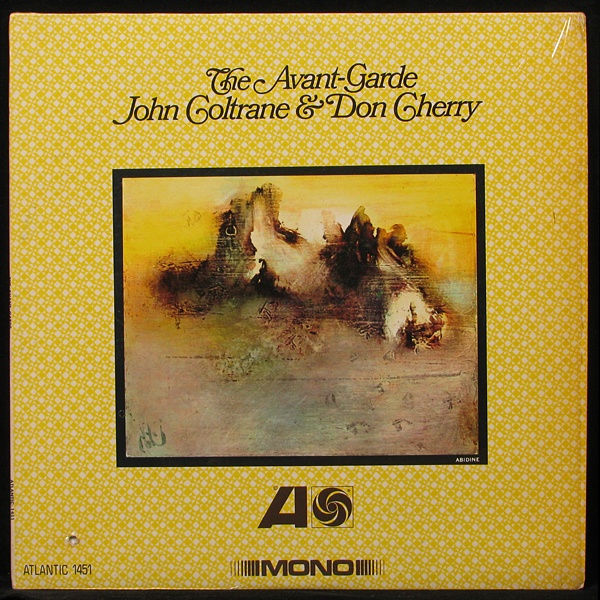 The Avant-Garde
John Coltrane & Don Cherry
ABIDINE
A
ATLANTIC 1451
MONO